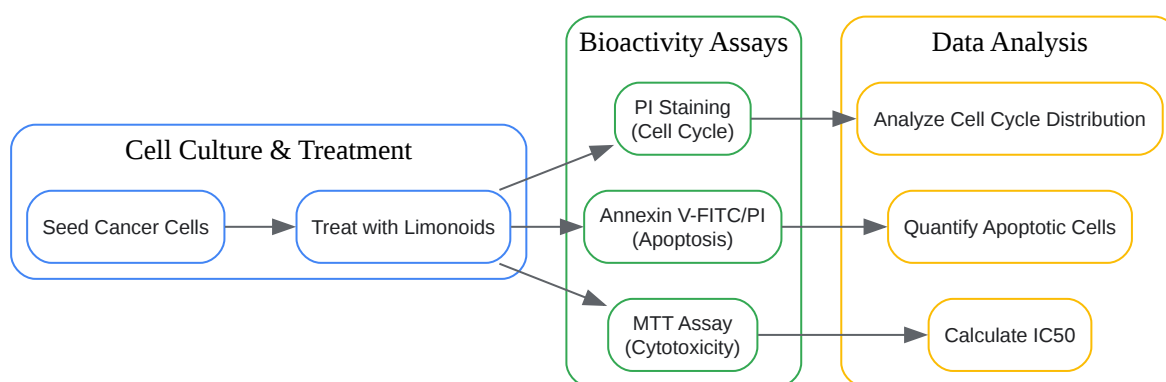 Cell Culture & Treatment
Seed Cancer Cells
Treat with Limonoids
Bioactivity Assays
PI Staining
(Cell Cycle)
Annexin V-FITC/PI
(Apoptosis)
MTT Assay
(Cytotoxicity)
Data Analysis
Analyze Cell Cycle Distribution
Quantify Apoptotic Cells
Calculate IC50